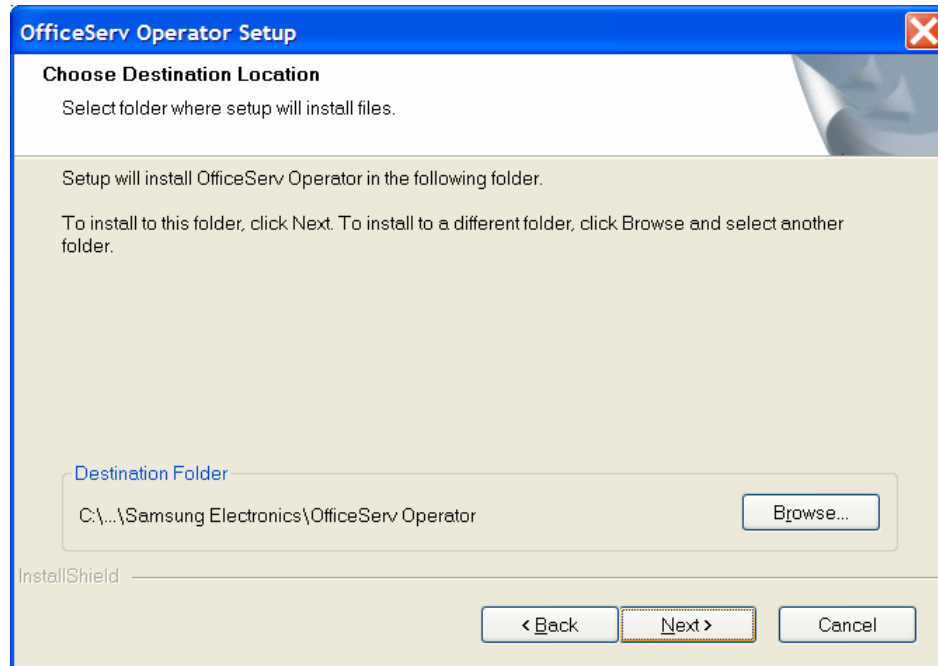 OfficeServ Operator Setup
Choose Destination Location
Select folder where setup will install files.
Setup will install OfficeServ Operator in the following folder.
To install to this folder, click Next. To install to a different folder, click Browse and select another
folder.
Destination Folder
C:\...\Samsung Electronics\OfficeServ Operator
Browse...
InstallShield
< Back
Next >
Cancel